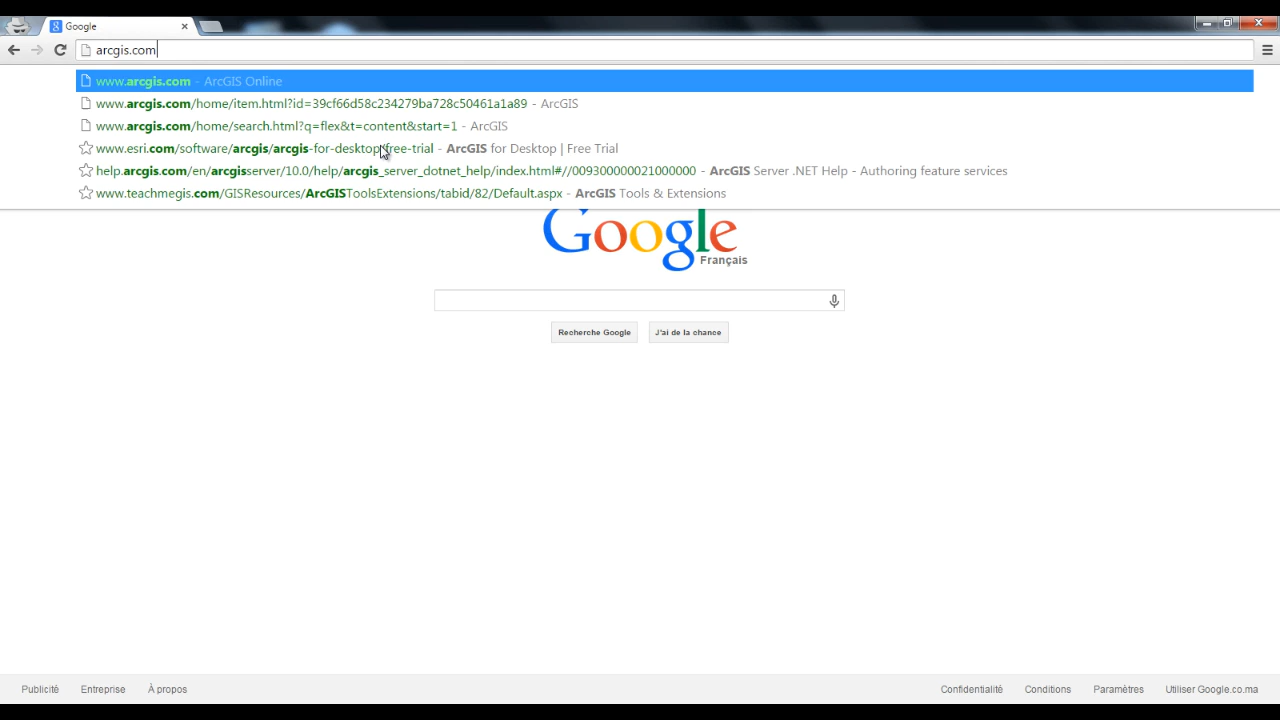 Google
arcgis.com
www.arcgis.com - ArcGIS Online
www.arcgis.com/home/item.html?id=39cf66d58c234279ba728c50461a1a89 - ArcGIS
www.arcgis.com/home/search.html?q=flex&t=content&start=1 - ArcGIS
www.esri.com/software/arcgis/arcgis-for-desktop/free-trial - ArcGIS for Desktop | Free Trial
help.arcgis.com/en/arcgisserver/10.0/help/arcgis_server_dotnet_help/index.html#//009300000021000000 - ArcGIS Server .NET Help - Authoring feature services
www.teachmegis.com/GISResources/ArcGISToolsExtensions/tabid/82/Default.aspx - ArcGIS Tools & Extensions
Google
Français
Recherche Google J'ai de la chance
Publicité Entreprise À propos Confidentialité Conditions Paramètres Utiliser Google.co.ma